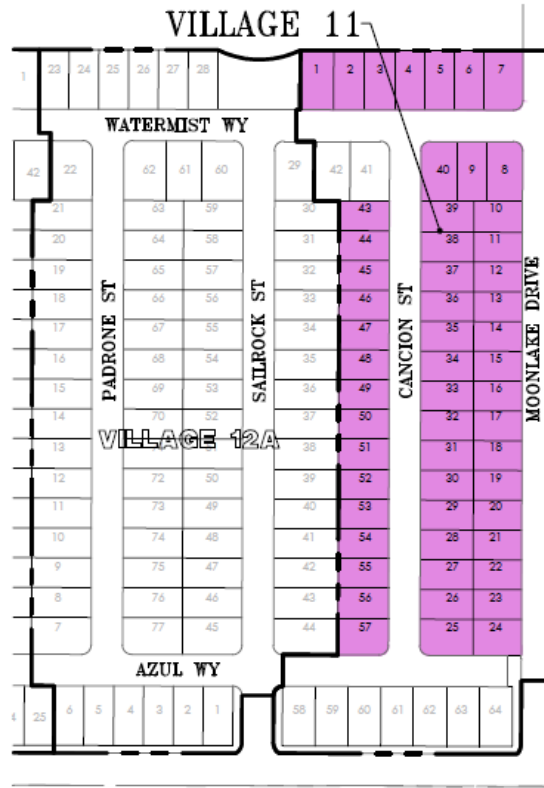 VILLAGE 11
1 23 24 25 26 27 28 1 2 3 4 5 6 7
WATERMIST WY
42 22 62 61 60 29 42 41 40 9 8
21 63 59 30 43 39 10
20 64 58 31 44 38 11
19 65 57 32 45 37 12
18 66 56 33 46 36 13
17 67 55 34 47 35 14
16 68 54 35 48 34 15
15 69 53 36 49 33 16
14 70 52 37 50 32 17
13 38 51 31 18
12 72 50 39 52 30 19
11 73 49 40 53 29 20
10 74 48 41 54 28 21
9 75 47 42 55 27 22
8 76 46 43 56 26 23
7 77 45 44 57 25 24
PADRONE ST
SAILROCK ST
CANCION ST
MOONLAKE DRIVE
VILLAGE 12A
AZUL WY
25 6 5 4 3 2 1 58 59 60 61 62 63 64